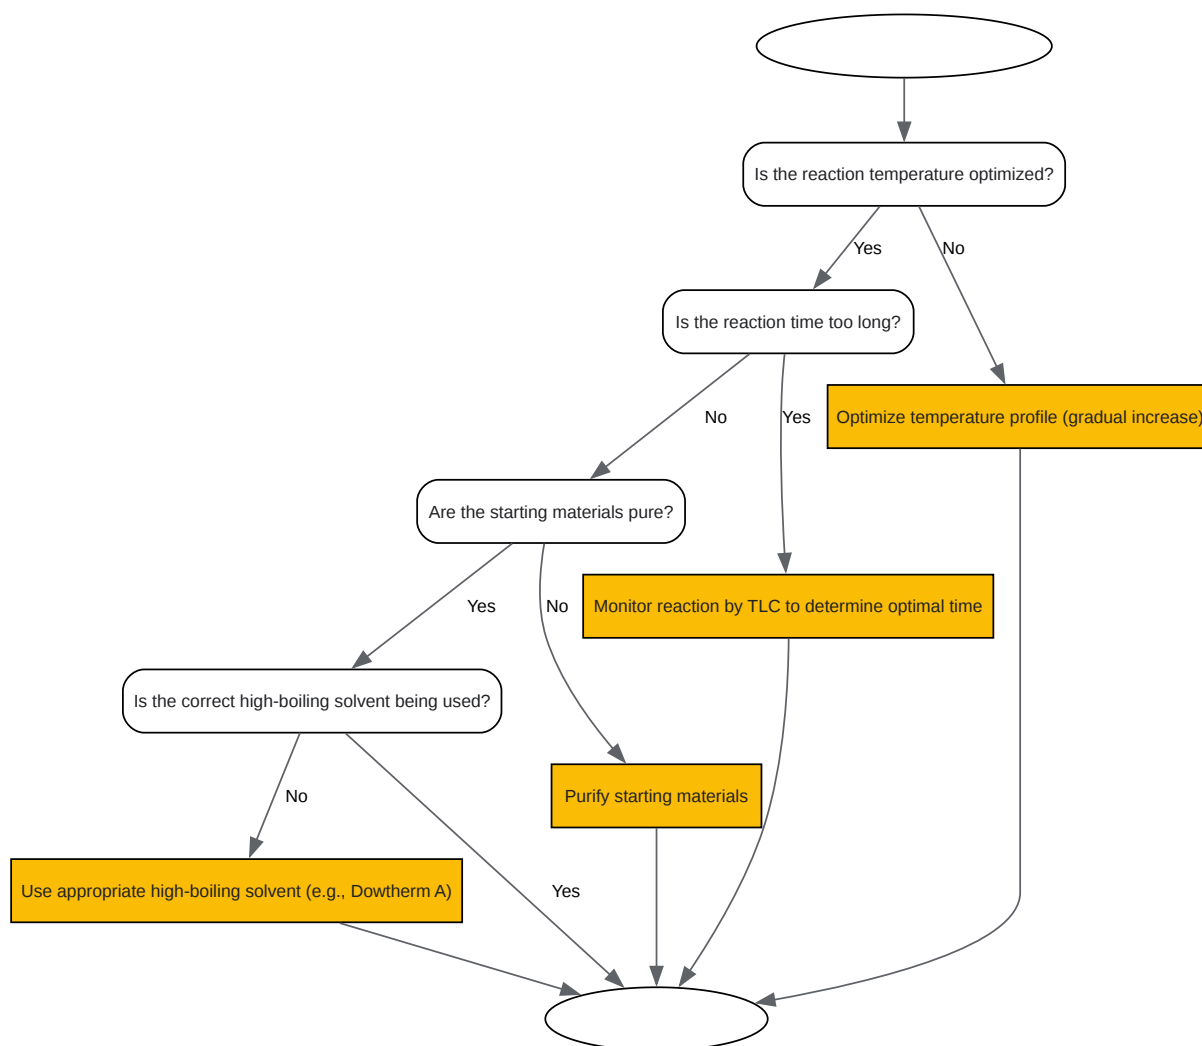 Is the reaction temperature optimized?
Yes
No
Is the reaction time too long?
No
Yes
Optimize temperature profile (gradual increase)
Are the starting materials pure?
Yes
No
Monitor reaction by TLC to determine optimal time
Is the correct high-boiling solvent being used?
No
Purify starting materials
Use appropriate high-boiling solvent (e.g., Dowtherm A)
Yes